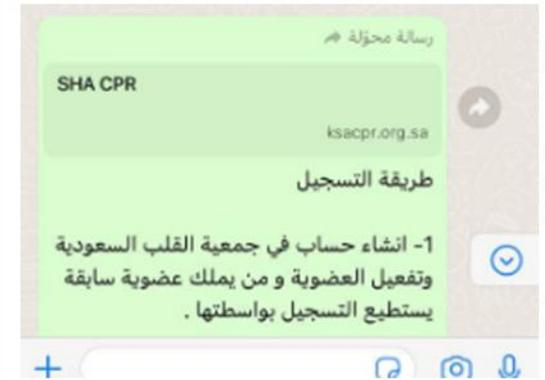 رسالة محوّلة
SHA CPR
ksacpr.org.sa
طريقة التسجيل
1- انشاء حساب في جمعية القلب السعودية
وتفعيل العضوية و من يملك عضوية سابقة
يستطيع التسجيل بواسطتها .